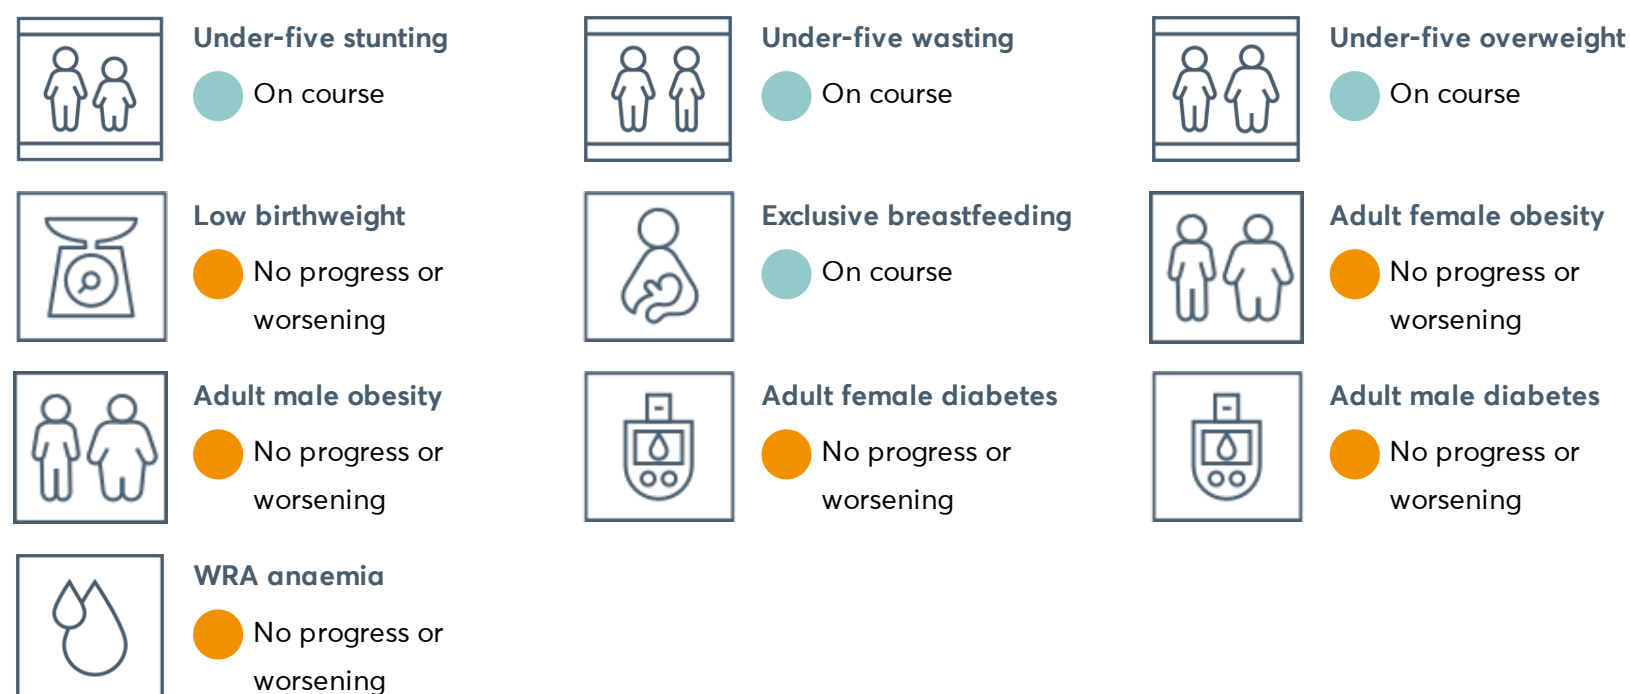 Under-five stunting
On course
Under-five wasting
On course
Under-five overweight
On course
Low birthweight
No progress or
worsening
Exclusive breastfeeding
On course
Adult female obesity
No progress or
worsening
Adult male obesity
No progress or
worsening
Adult female diabetes
No progress or
worsening
Adult male diabetes
No progress or
worsening
WRA anaemia
No progress or
worsening